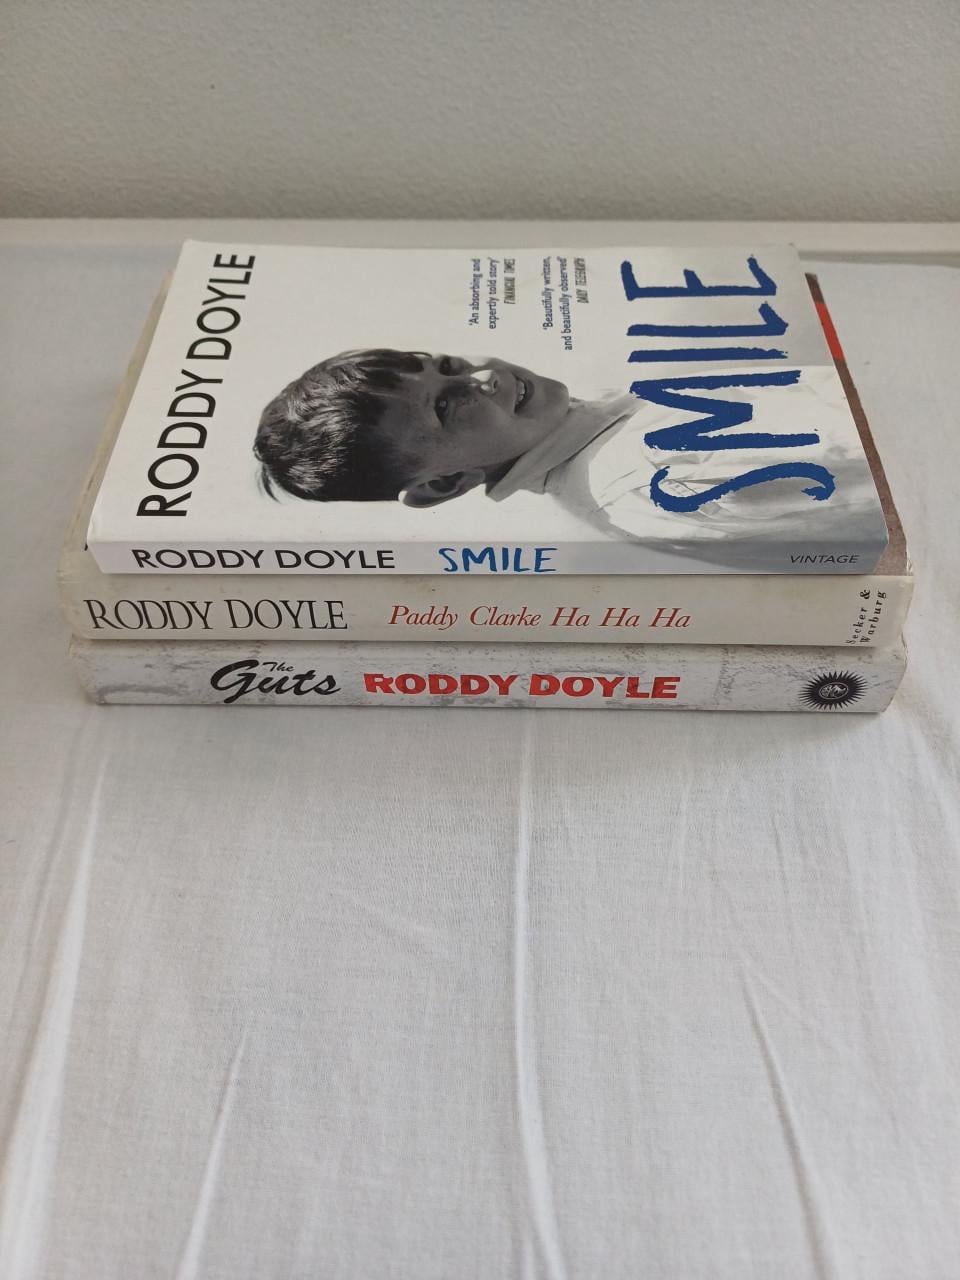 RODDY DOYLE
'An absorbing and
expertly told story'
FINANCIAL TIMES
'Beautifully written,
and beautifully observed'
DAILY TELEGRAPH
SMILE
RODDY DOYLE SMILE VINTAGE
RODDY DOYLE Paddy Clarke Ha Ha Ha Secker &
Warburg
The Guts RODDY DOYLE